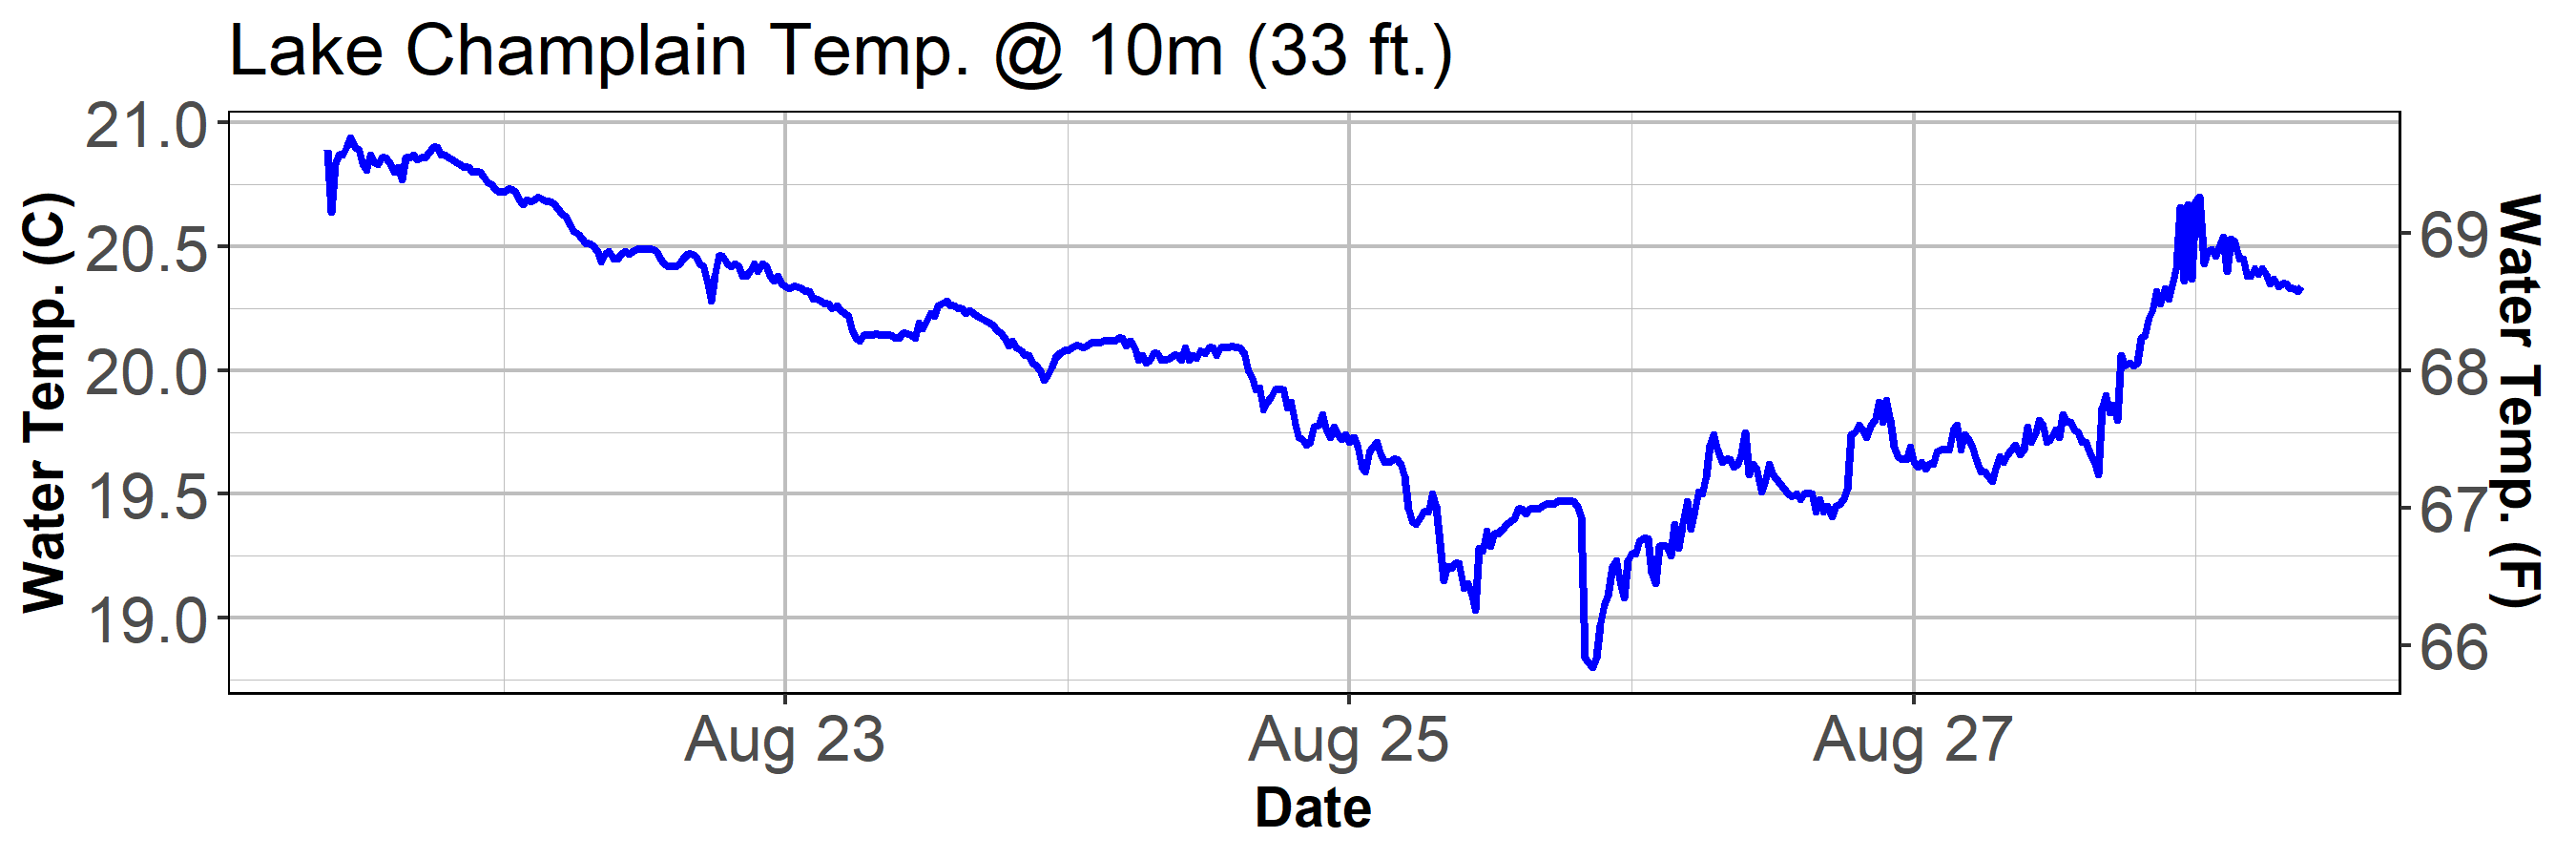 Lake Champlain Temp. @ 10m (33 ft.)
Water Temp. (C)
21.0
20.5
20.0
19.5
19.0
69
68
67
66
Water Temp. (F)
Aug 23 Aug 25 Aug 27
Date